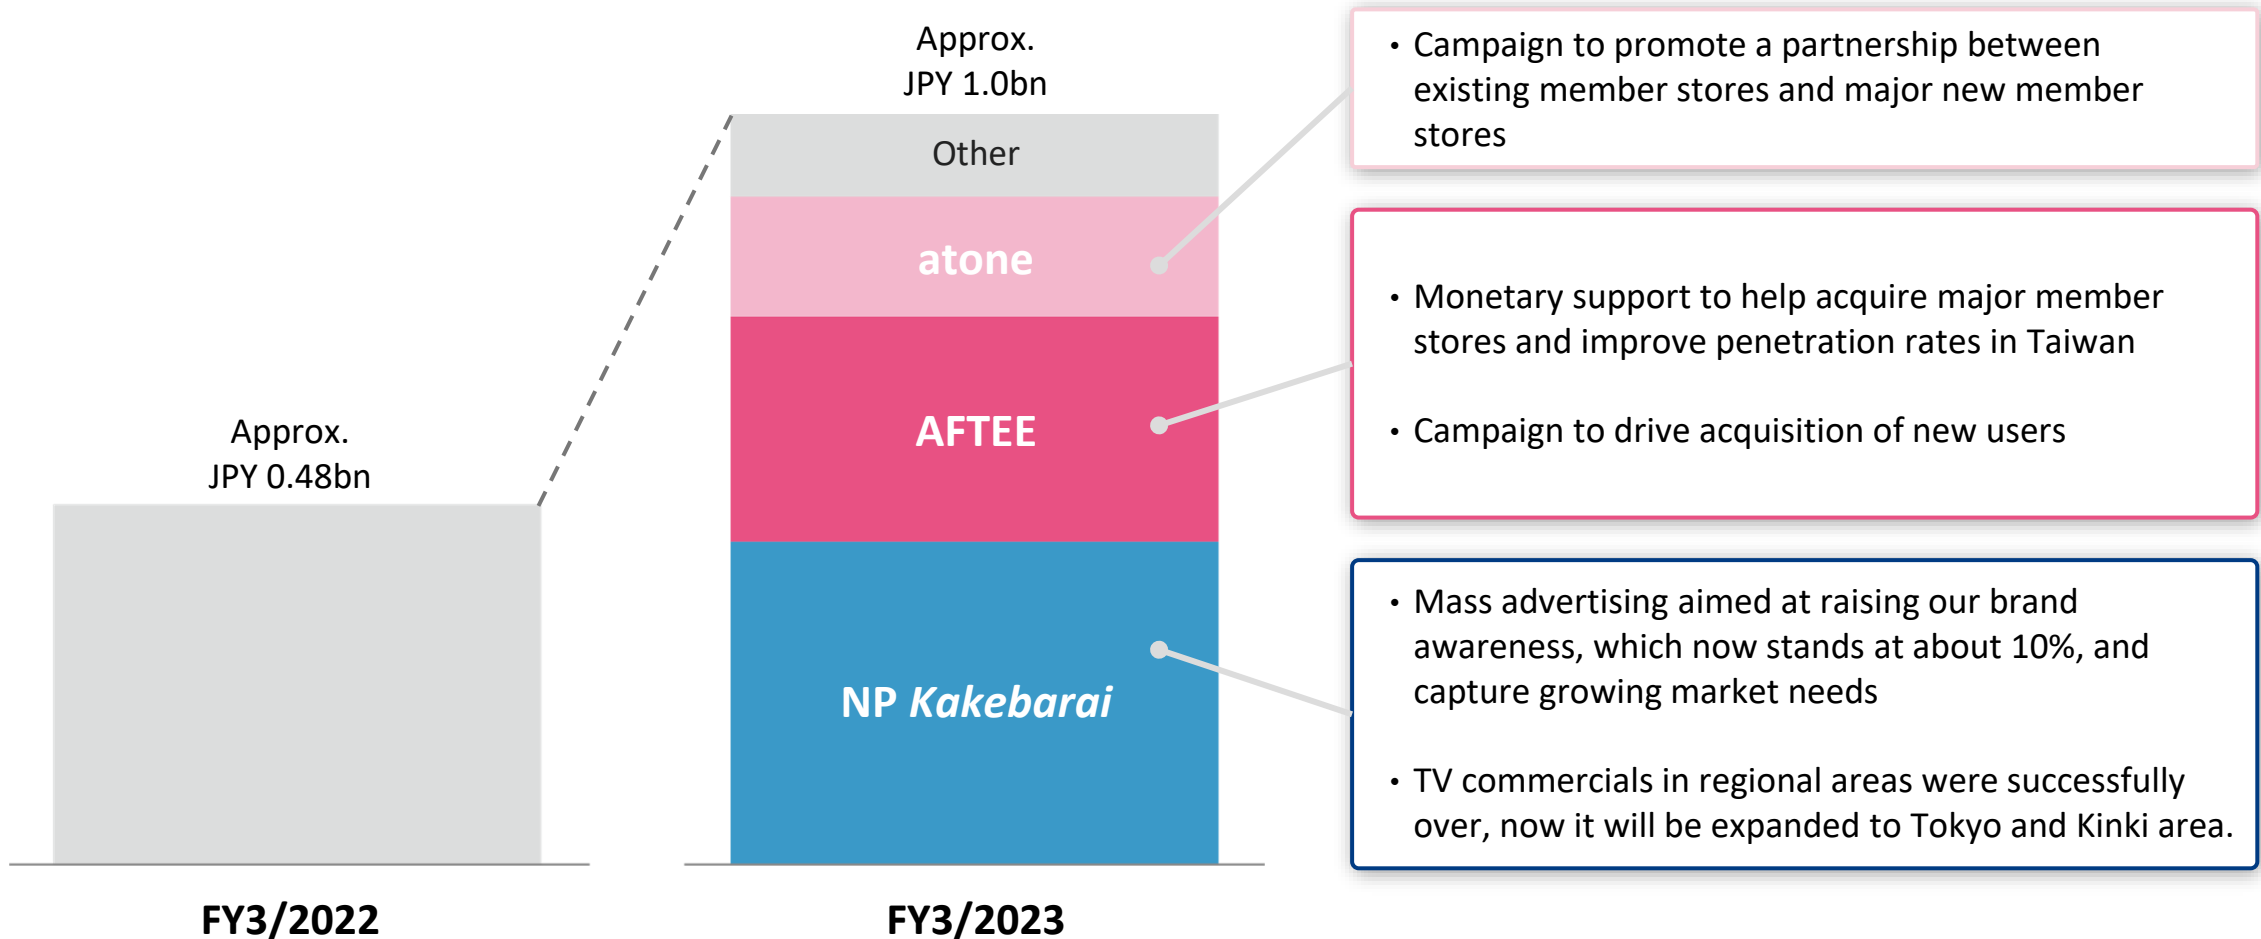 Approx.
JPY 0.48bn
FY3/2022
Approx.
JPY 1.0bn
Other
atone
AFTEE
NP Kakebarai
FY3/2023
・Campaign to promote a partnership between
existing member stores and major new member
stores
・Monetary support to help acquire major member
stores and improve penetration rates in Taiwan
・Campaign to drive acquisition of new users
・Mass advertising aimed at raising our brand
awareness, which now stands at about 10%, and
capture growing market needs
・TV commercials in regional areas were successfully
over, now it will be expanded to Tokyo and Kinki area.